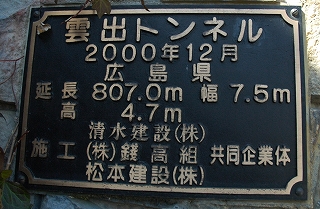 雲出トンネル
2000年12月
広島県
延長 807.0m 幅 7.5m
高 4.7m
清水建設(株)
施工 (株)錢高組 共同企業体
松本建設(株)